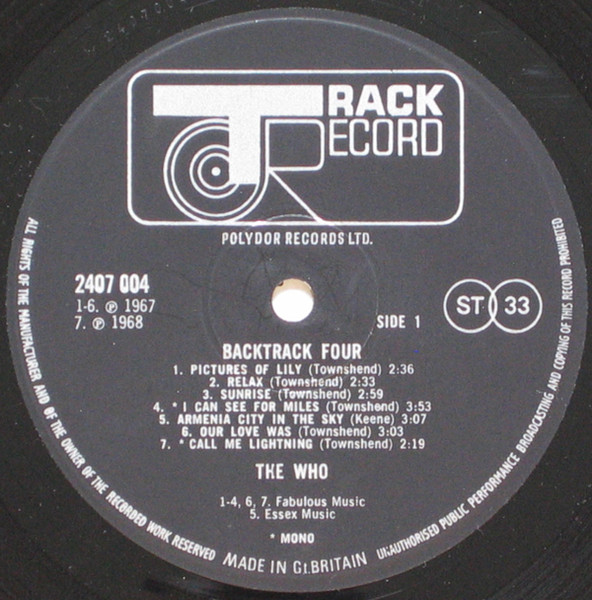 TRACK
RECORD
POLYDOR RECORDS LTD.
2407 004
1-6. ℗ 1967
7. ℗ 1968
SIDE 1
ST 33
BACKTRACK FOUR
1. PICTURES OF LILY (Townshend) 2:36
2. RELAX (Townshend) 2:33
3. SUNRISE (Townshend) 2:59
4. * I CAN SEE FOR MILES (Townshend) 3:53
5. ARMENIA CITY IN THE SKY (Keene) 3:07
6. OUR LOVE WAS (Townshend) 3:03
7. * CALL ME LIGHTNING (Townshend) 2:19
THE WHO
1-4, 6, 7. Fabulous Music
5. Essex Music
* MONO
ALL RIGHTS OF THE MANUFACTURER AND OF THE OWNER OF THE RECORDED WORK RESERVED
MADE IN Gt.BRITAIN
UNAUTHORISED PUBLIC PERFORMANCE BROADCASTING AND COPYING OF THIS RECORD PROHIBITED